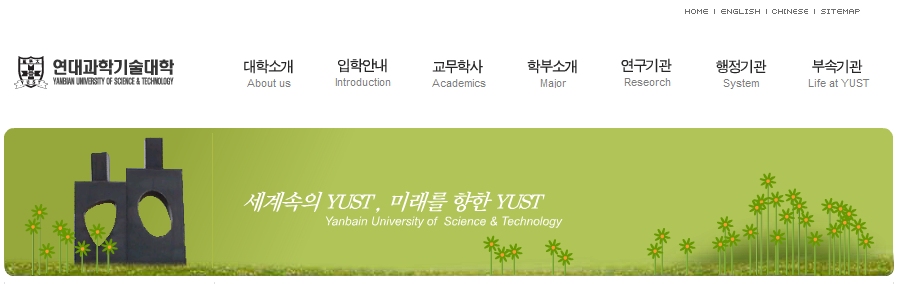 HOME | ENGLISH | CHINESE | SITEMAP
연대과학기술대학
YANBIAN UNIVERSITY OF SCIENCE & TECHNOLOGY
대학소개 입학안내 교무학사 학부소개 연구기관 행정기관 부속기관
About us Introduction Academics Major Research System Life at YUST
세계속의 YUST, 미래를 향한 YUST
Yanbain University of Science & Technology